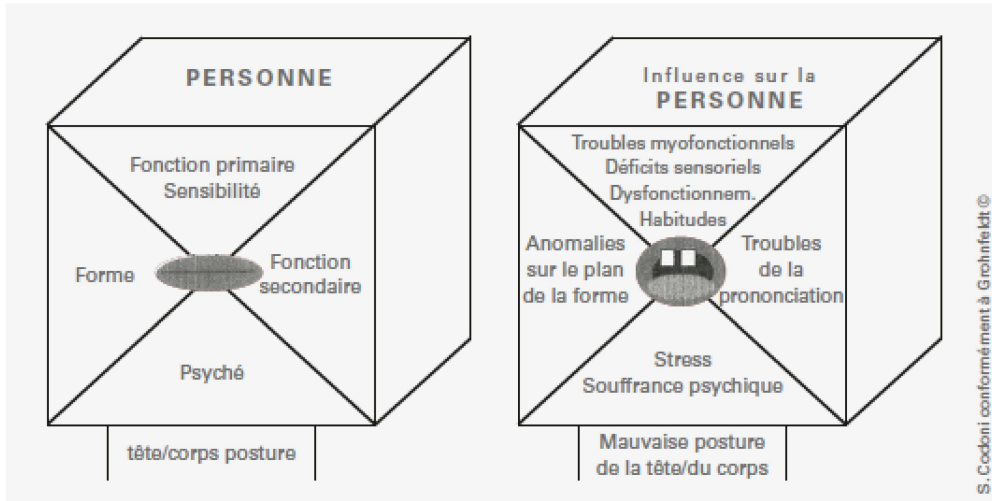 PERSONNE
Fonction primaire
Sensibilité
Forme
Fonction
secondaire
Psyché
tête/corps posture
Influence sur la
PERSONNE
Troubles myofonctionnels
Déficits sensoriels
Dysfonctionnem.
Habitudes
Anomalies
sur le plan
de la forme
Troubles
de la
prononciation
Stress
Souffrance psychique
Mauvaise posture
de la tête/du corps
S. Codoni conformément à Grohnfeldt ©